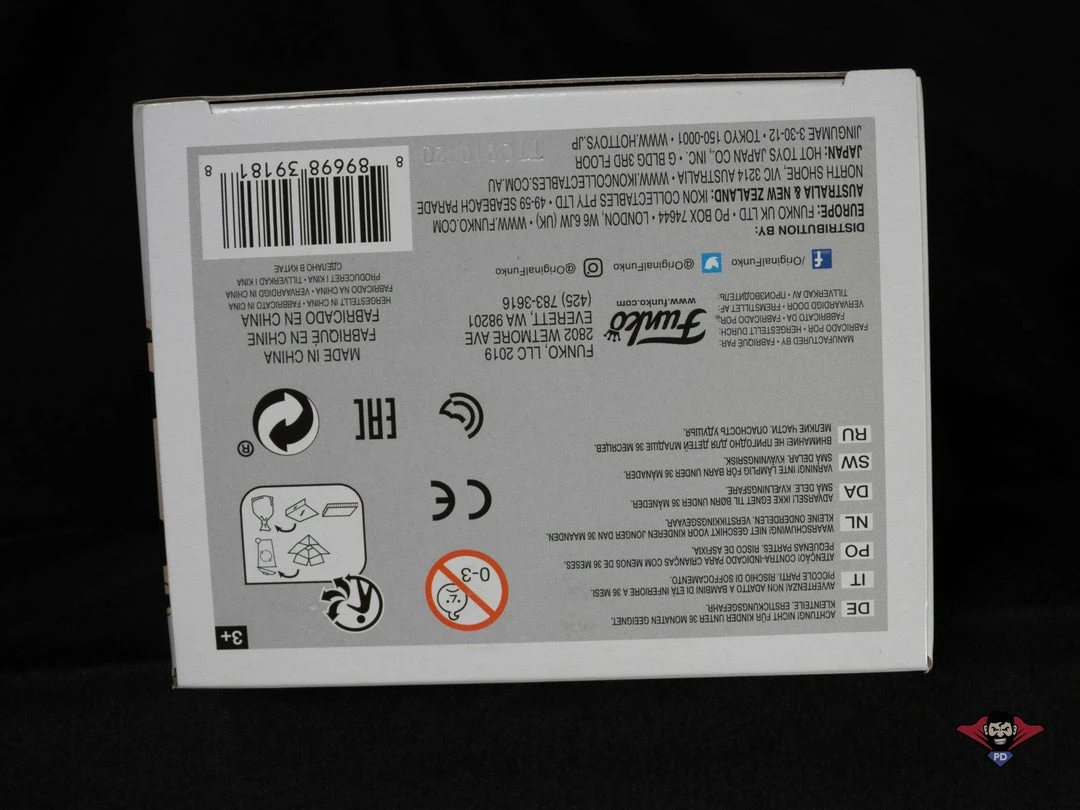 DE
ACHTUNG! NICHT FÜR KINDER UNTER 36 MONATEN GEEIGNET.
KLEINTEILE. ERSTICKUNGSGEFAHR.
IT
AVVERTENZA! NON ADATTO A BAMBINI DI ETÀ INFERIORE A 36 MESI.
PICCOLE PARTI. RISCHIO DI SOFFOCAMENTO.
PO
ATENÇÃO! CONTRA-INDICADO PARA CRIANÇAS COM MENOS DE 36 MESES.
PEQUENAS PARTES. RISCO DE ASFIXIA.
NL
WAARSCHUWING! NIET GESCHIKT VOOR KINDEREN JONGER DAN 36 MAANDEN
KLEINE ONDERDELEN. VERSTIKKINGSGEVAAR.
DA
ADVARSEL! EGNET IKKE TIL BØRN UNDER 36 MÅNEDER.
SMÅ DELE. KVÆLNINGSFARE.
SW
VARNING! INTE LÄMPLIG FÖR BARN UNDER 36 MÅNADER.
SMÅ DELAR. KVÄVNINGSRISK.
RU
ВНИМАНИЕ! НЕ ПРИГОДНО ДЛЯ ДЕТЕЙ МЛАДШЕ 36 МЕСЯЦЕВ.
МЕЛКИЕ ЧАСТИ. ОПАСНОСТЬ УДУШЬЯ.
0-3
3+
CE
EAC
®
MANUFACTURED BY • FABRIQUÉ PAR:
FABRICADO POR • HERGESTELLT DURCH:
FABRICATO DA • FABRICADO POR:
VERVAARDIGD DOOR • FREMSTILLET AF:
TILLVERKAD AV • ПРОИЗВОДИТЕЛЬ:
Funko®
www.funko.com
FUNKO, LLC 2019
2802 WETMORE AVE
EVERETT, WA 98201
(425) 783-3616
MADE IN CHINA
FABRIQUÉ EN CHINE
FABRICADO EN CHINA
HERGESTELLT IN CHINA • FABRICATO IN CINA
FABRICADO NA CHINA • VERVAARDIGD IN CHINA
PRODUCERET I KINA • TILLVERKAD I KINA
СДЕЛАНО В КИТАЕ
/OriginalFunko @OriginalFunko @OriginalFunko
DISTRIBUTION BY:
EUROPE: FUNKO UK LTD • PO BOX 74644 • LONDON, W6 6JW (UK) • WWW.FUNKO.COM
AUSTRALIA & NEW ZEALAND: IKON COLLECTABLES PTY LTD • 49-59 SEABEACH PARADE
NORTH SHORE, VIC 3214 AUSTRALIA • WWW.IKONCOLLECTABLES.COM.AU
JAPAN: HOT TOYS JAPAN CO., INC. • G BLDG 3RD FLOOR
JINGUMAE 3-30-12 • TOKYO 150-0001 • WWW.HOTTOYS.JP
8 89698 39181 8
PD